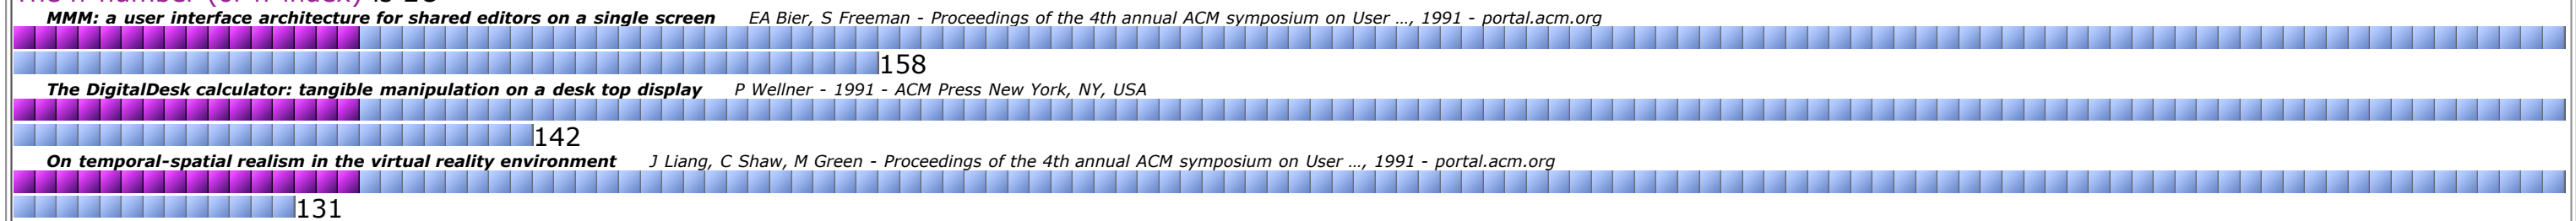 MMM: a user interface architecture for shared editors on a single screen EA Bier, S Freeman - Proceedings of the 4th annual ACM symposium on User ..., 1991 - portal.acm.org
158
The DigitalDesk calculator: tangible manipulation on a desk top display P Wellner - 1991 - ACM Press New York, NY, USA
142
On temporal-spatial realism in the virtual reality environment J Liang, C Shaw, M Green - Proceedings of the 4th annual ACM symposium on User ..., 1991 - portal.acm.org
131